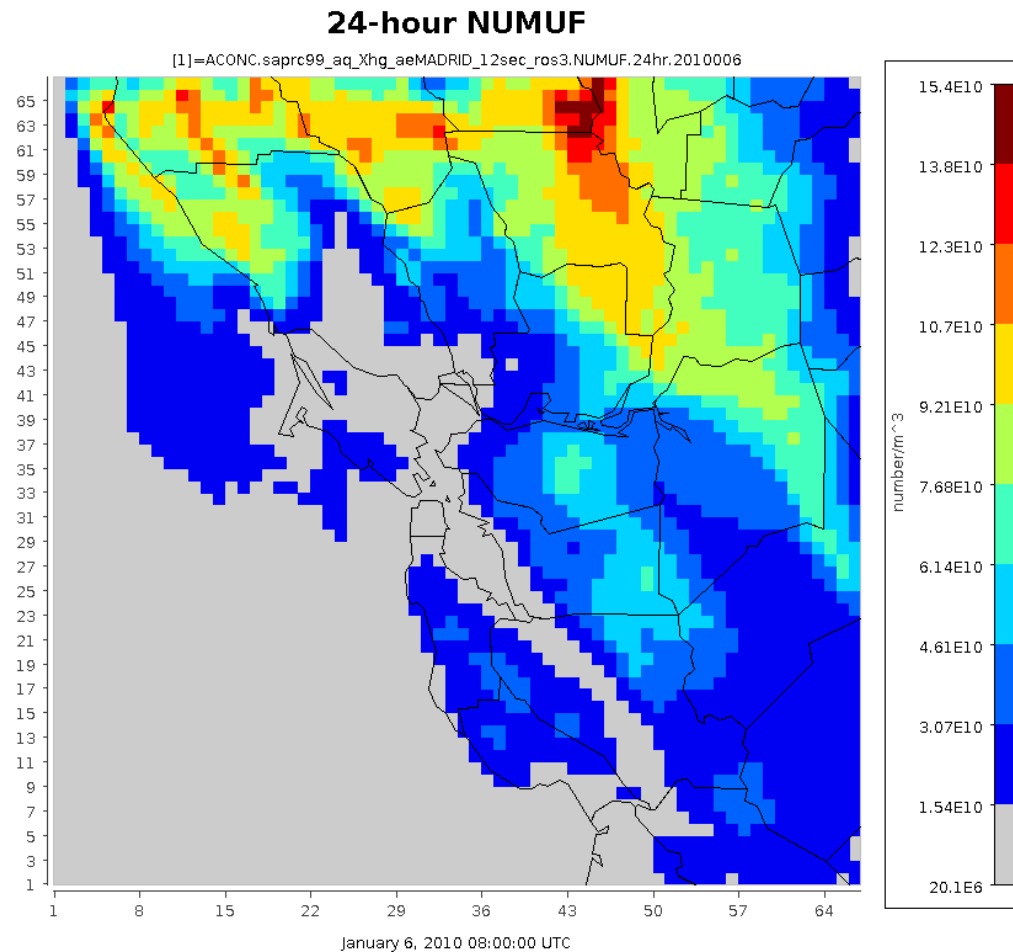 24-hour NUMUF
[1]=ACONC.saprc99_aq_Xhg_aeMADRID_12sec_ros3.NUMUF.24hr.2010006
65
63
61
59
57
55
53
51
49
47
45
43
41
39
37
35
33
31
29
27
25
23
21
19
17
15
13
11
9
7
5
3
1
1 8 15 22 29 36 43 50 57 64
January 6, 2010 08:00:00 UTC
number/m^3
15.4E10
13.8E10
12.3E10
10.7E10
9.21E10
7.68E10
6.14E10
4.61E10
3.07E10
1.54E10
20.1E6